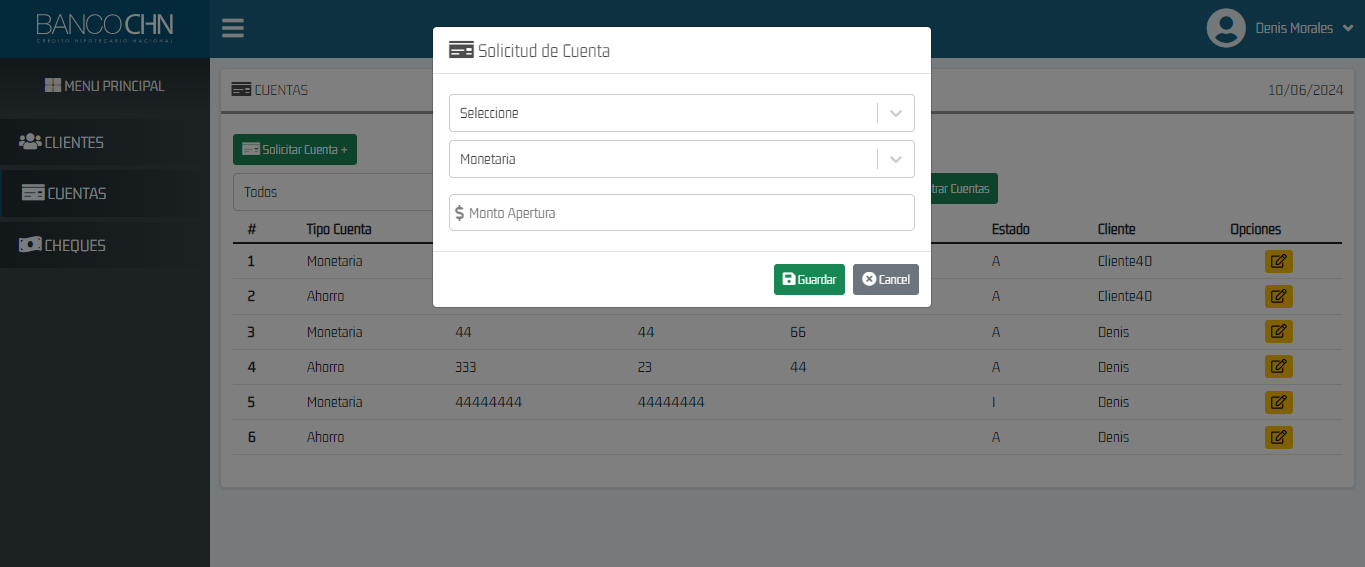 BANCOCHN
CRÉDITO HIPOTECARIO NACIONAL
Denis Morales
MENU PRINCIPAL
CLIENTES
CUENTAS
CHEQUES
CUENTAS
10/06/2024
Solicitar Cuenta +
Todos
trar Cuentas
# Tipo Cuenta Estado Cliente Opciones
1 Monetaria A Cliente40
2 Ahorro A Cliente40
3 Monetaria 44 44 66 A Denis
4 Ahorro 333 23 44 A Denis
5 Monetaria 44444444 44444444 I Denis
6 Ahorro A Denis
Solicitud de Cuenta
Seleccione
Monetaria
$ Monto Apertura
Guardar Cancel